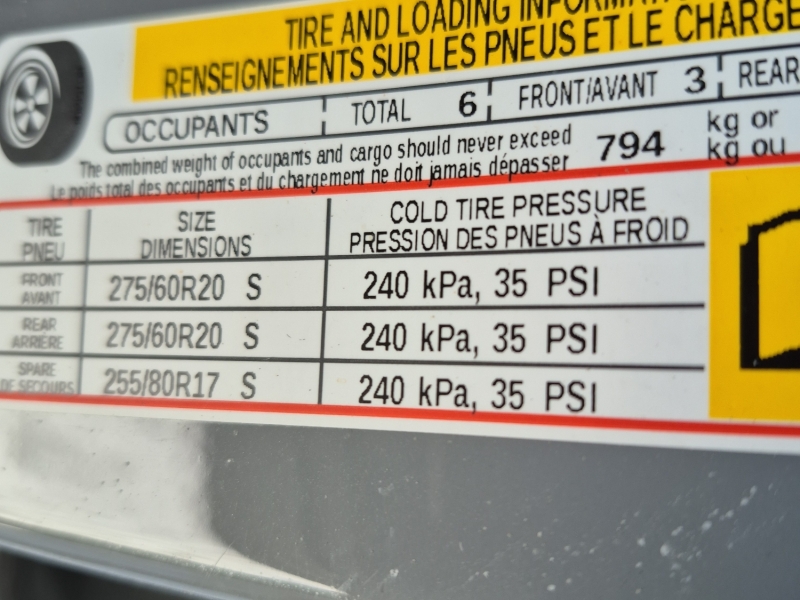 TIRE AND LOADING INFORMATION
RENSEIGNEMENTS SUR LES PNEUS ET LE CHARGE
OCCUPANTS TOTAL 6 FRONT/AVANT 3 REAR
The combined weight of occupants and cargo should never exceed 794 kg or
Le poids total des occupants et du chargement ne doit jamais dépasser kg ou
TIRE SIZE COLD TIRE PRESSURE
PNEU DIMENSIONS PRESSION DES PNEUS À FROID
FRONT
AVANT 275/60R20 S 240 kPa, 35 PSI
REAR
ARRIÈRE 275/60R20 S 240 kPa, 35 PSI
SPARE
DE SECOURS 255/80R17 S 240 kPa, 35 PSI